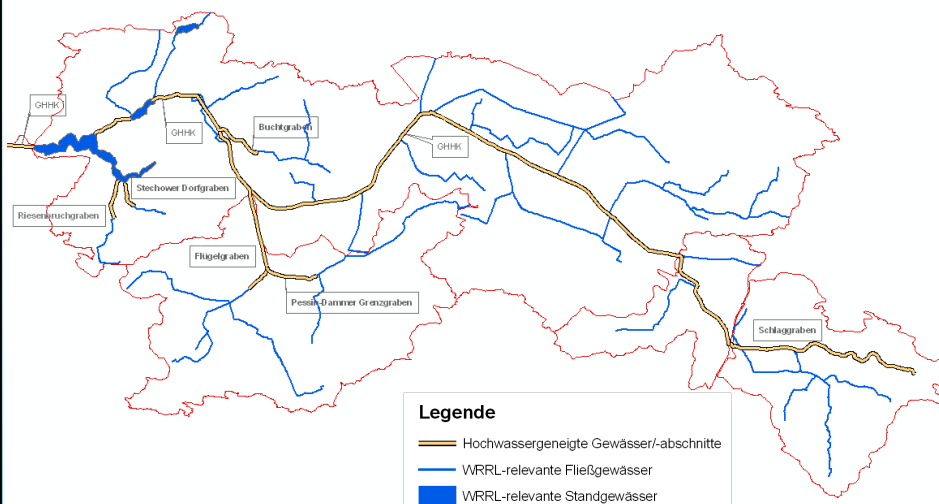 GHHK
GHHK
Buchtgraben
GHHK
Stechower Dorfgraben
Riesenbruchgraben
Flügelgraben
Pessin-Dammer Grenzgraben
Schlaggraben
Legende
Hochwassergeneigte Gewässer/-abschnitte
WRRL-relevante Fließgewässer
WRRL-relevante Standgewässer